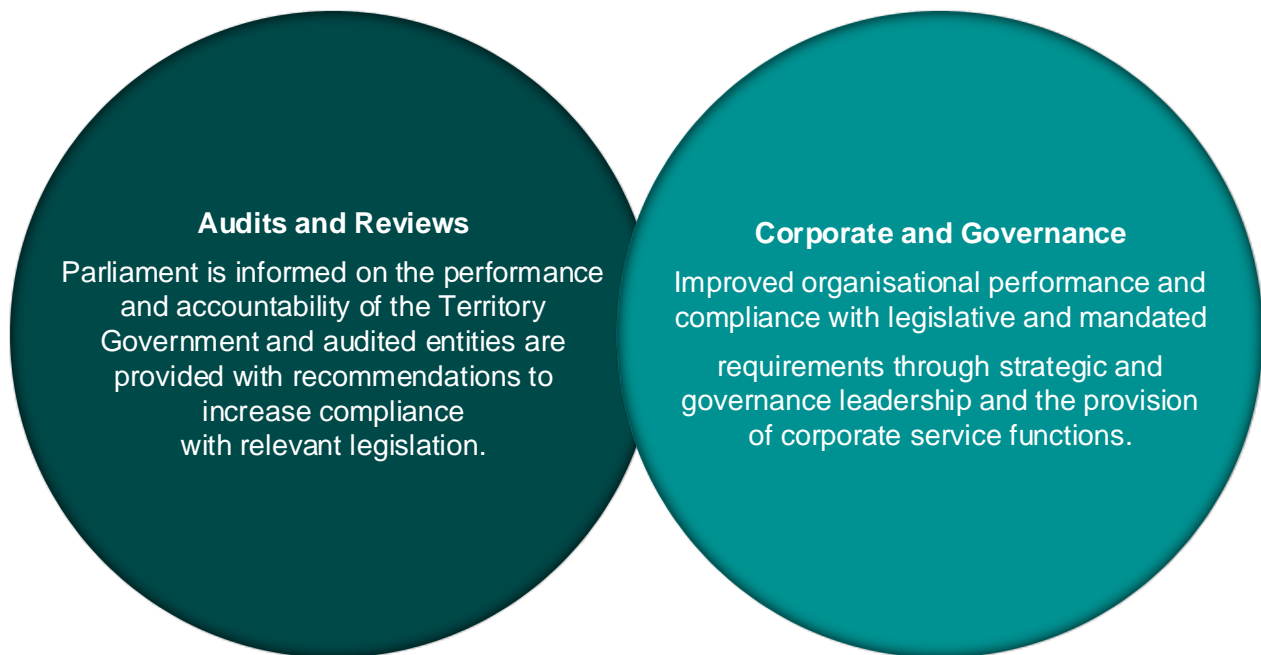 Audits and Reviews
Parliament is informed on the performance
and accountability of the Territory
Government and audited entities are
provided with recommendations to
increase compliance
with relevant legislation.
Corporate and Governance
Improved organisational performance and
compliance with legislative and mandated
requirements through strategic and
governance leadership and the provision
of corporate service functions.